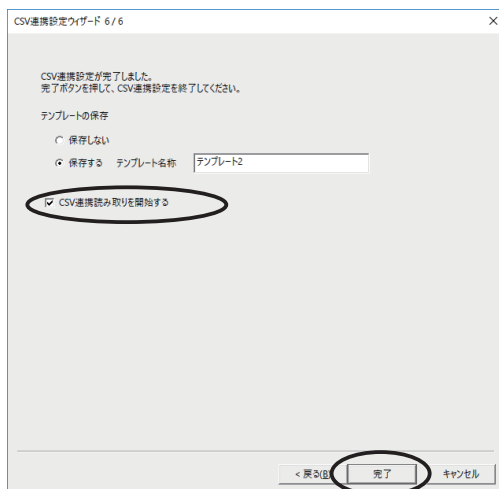 CSV連携設定ウィザード 6 / 6
CSV連携設定が完了しました。
完了ボタンを押して、CSV連携設定を終了してください。
テンプレートの保存
保存しない
保存する テンプレート名称 テンプレート2
CSV連携読み取りを開始する
< 戻る(B) 完了 キャンセル